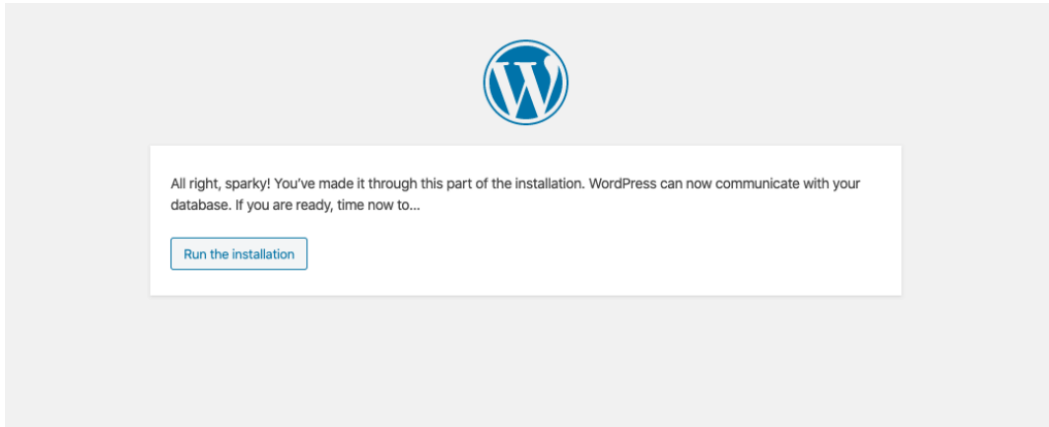 All right, sparky! You’ve made it through this part of the installation. WordPress can now communicate with your
database. If you are ready, time now to…
Run the installation